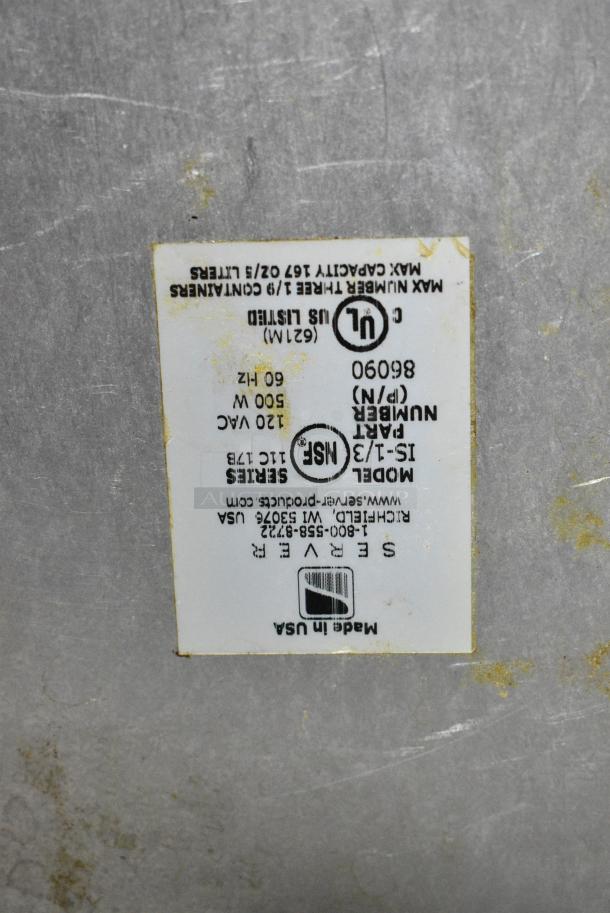 Made in USA
SERVER
1-800-558-8722
RICHFIELD, WI 53076 USA
www.server-products.com
MODEL SERIES
IS-1/3 NSF® 11C 17B
PART NUMBER (P/N) 120 VAC
86090 500 W
60 Hz
(621M)
C UL US LISTED
MAX NUMBER THREE 1/9 CONTAINERS
MAX CAPACITY 167 OZ/5 LITERS